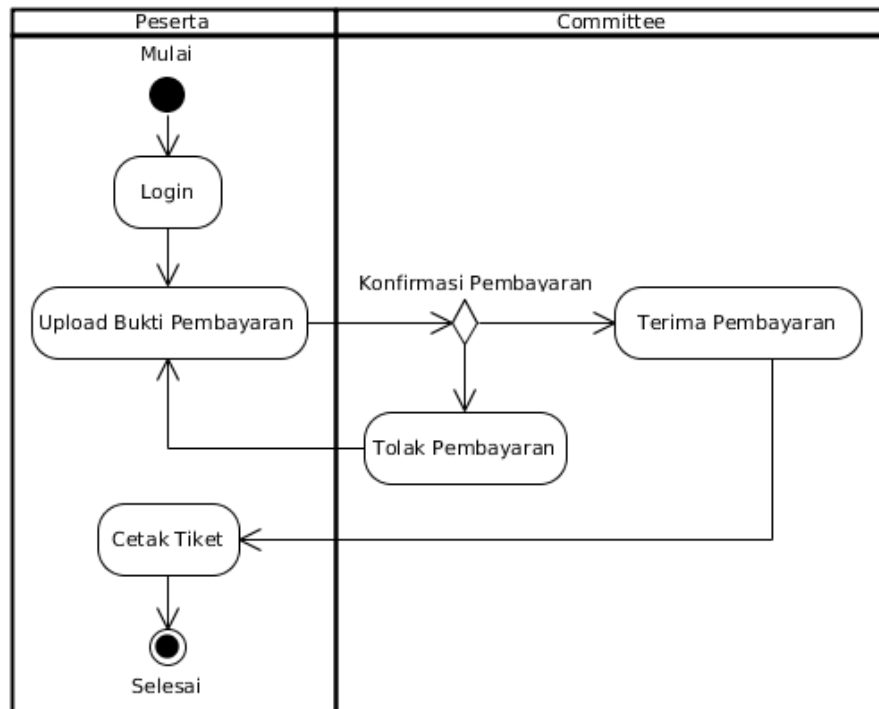 Peserta
Committee
Mulai
Login
Konfirmasi Pembayaran
Upload Bukti Pembayaran
Terima Pembayaran
Tolak Pembayaran
Cetak Tiket
Selesai